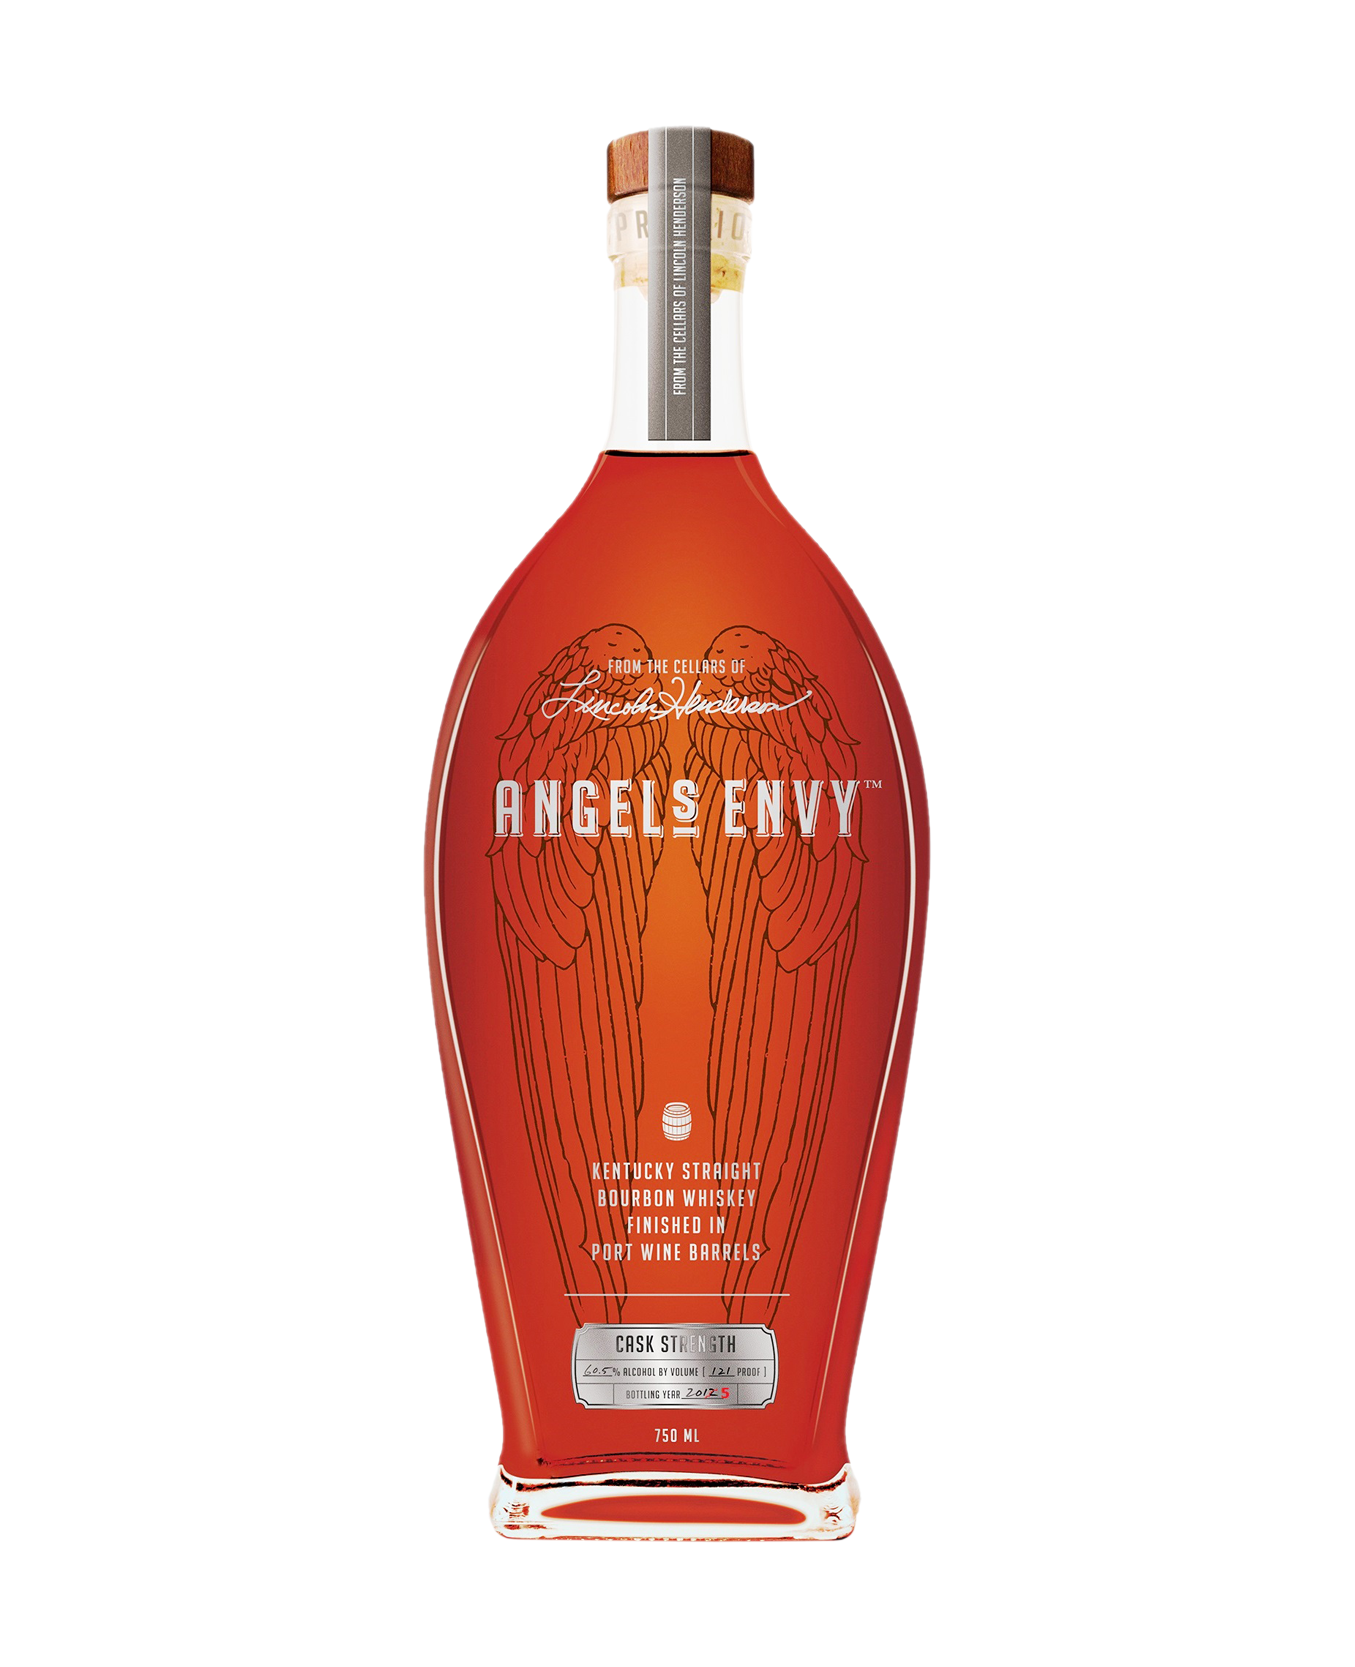 PR IO
FROM THE CELLARS OF LINCOLN HENDERSON
FROM THE CELLARS OF
Lincoln Henderson
ANGELS ENVY™
KENTUCKY STRAIGHT
BOURBON WHISKEY
FINISHED IN
PORT WINE BARRELS
CASK STRENGTH
60.5% ALCOHOL BY VOLUME [ 121 PROOF ]
BOTTLING YEAR 2012 5
750 ML